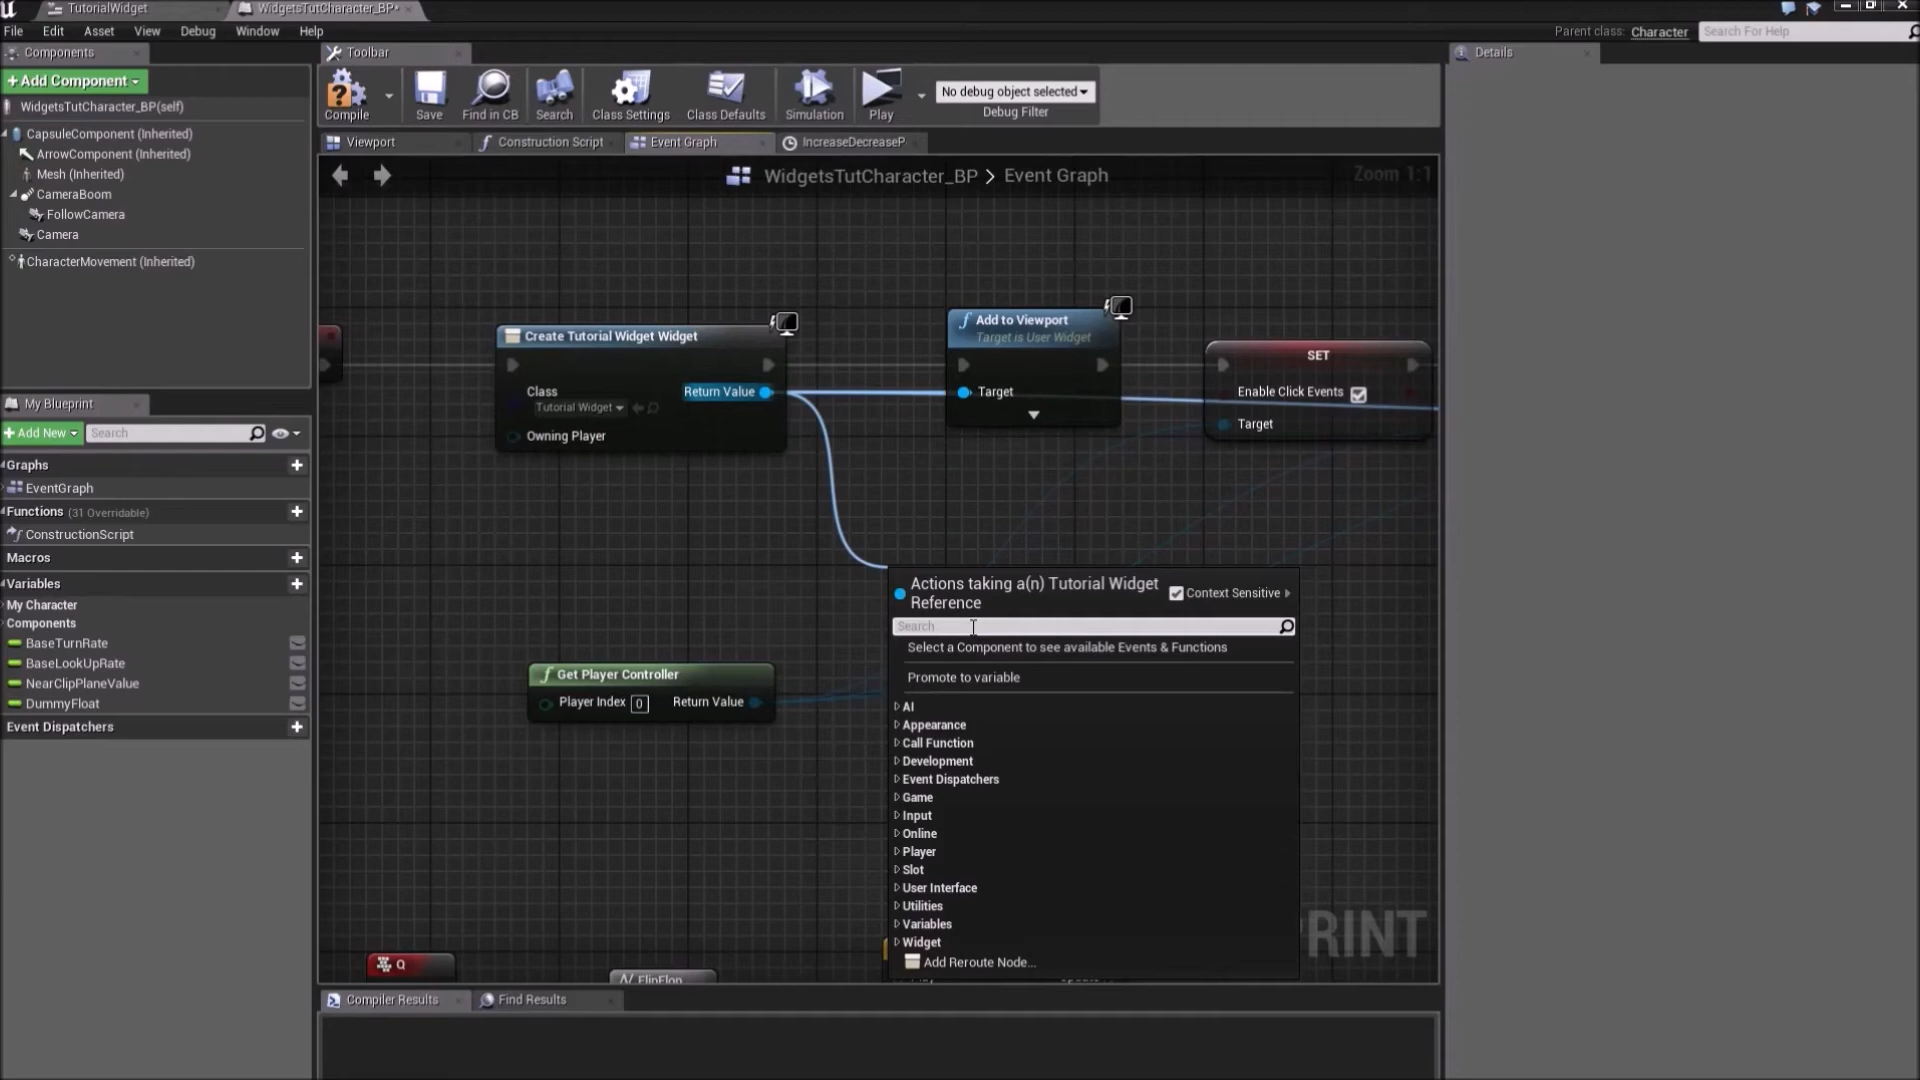 TutorialWidget
WidgetsTutCharacter_BP*
File Edit Asset View Debug Window Help
Parent class: Character
Search For Help
Components
Toolbar
Details
+Add Component
WidgetsTutCharacter_BP(self)
CapsuleComponent (Inherited)
ArrowComponent (Inherited)
Mesh (Inherited)
CameraBoom
FollowCamera
Camera
CharacterMovement (Inherited)
Compile Save Find in CB Search Class Settings Class Defaults Simulation Play
No debug object selected
Debug Filter
Viewport Construction Script Event Graph IncreaseDecreaseP
WidgetsTutCharacter_BP > Event Graph
Zoom 1:1
Create Tutorial Widget Widget
Class
Tutorial Widget
Return Value
Owning Player
Add to Viewport
Target is User Widget
Target
SET
Enable Click Events
Target
My Blueprint
+Add New
Search
Graphs
EventGraph
Functions (31 Overridable)
ConstructionScript
Macros
Variables
My Character
Components
BaseTurnRate
BaseLookUpRate
NearClipPlaneValue
DummyFloat
Event Dispatchers
Get Player Controller
Player Index 0 Return Value
Actions taking a(n) Tutorial Widget
Reference
Context Sensitive
Search
Select a Component to see available Events & Functions
Promote to variable
AI
Appearance
Call Function
Development
Event Dispatchers
Game
Input
Online
Player
Slot
User Interface
Utilities
Variables
Widget
Add Reroute Node...
RINT
Q
FlipFlop
Compiler Results
Find Results